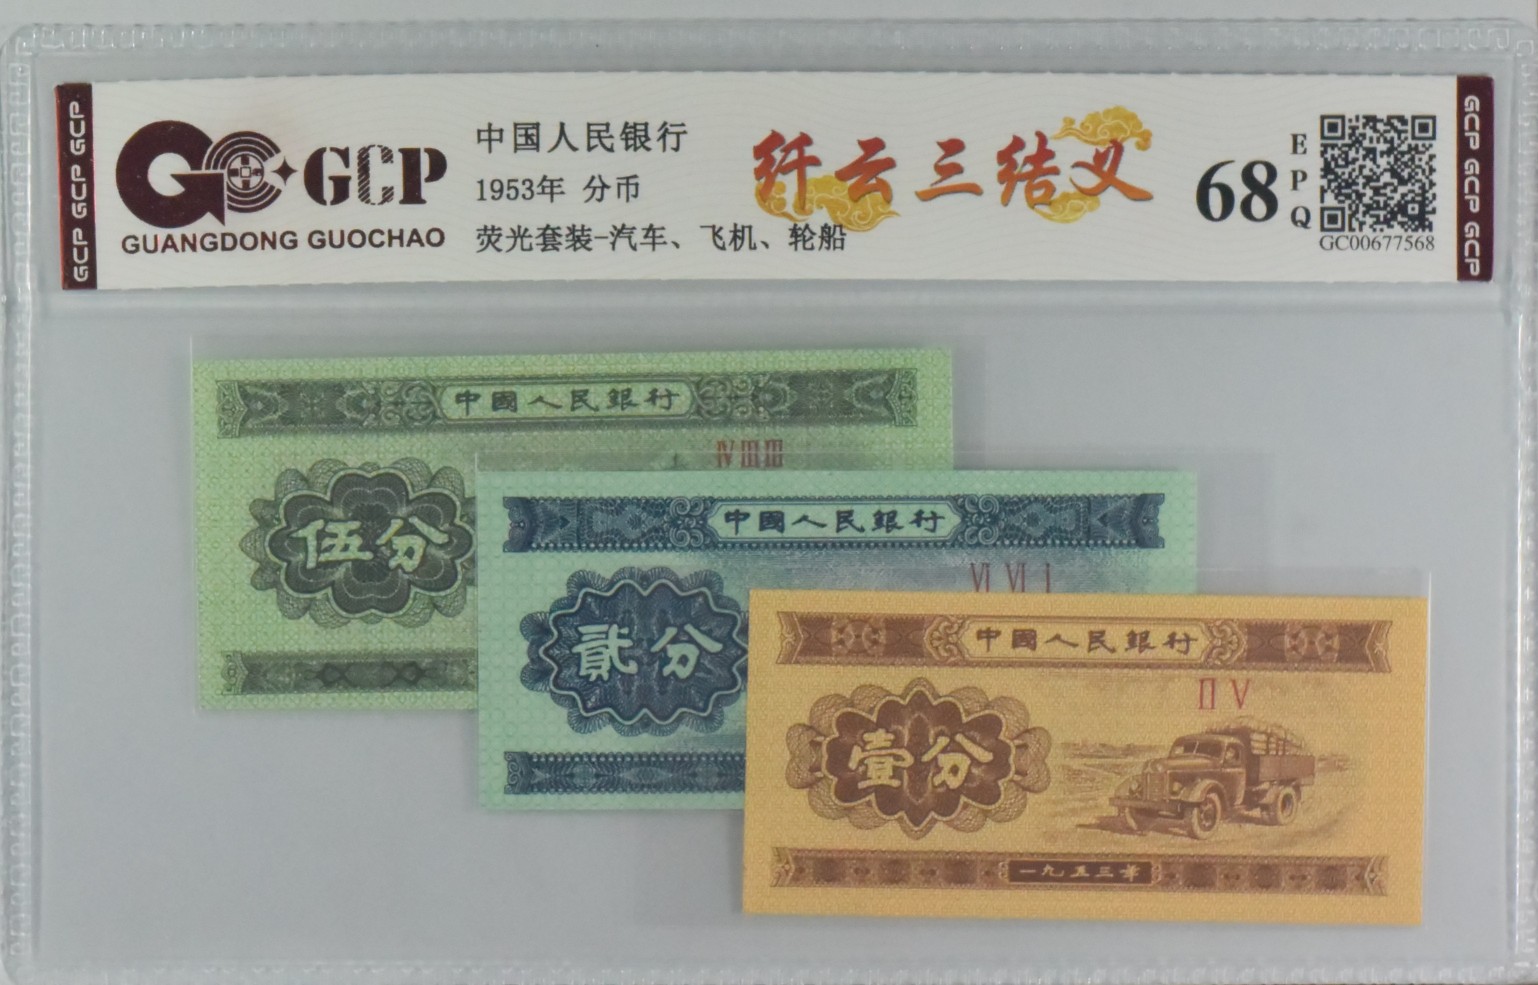 GCP GCP GCP
GCP
GUANGDONG GUOCHAO
中国人民银行
1953年 分币
荧光套装-汽车、飞机、轮船
纤云三结义
68
EPQ
GC00677568
GCP GCP GCP
中國人民銀行
IV III III
伍分
中國人民銀行
VI VI I
貳分
中國人民銀行
II V
壹分
一九五三年